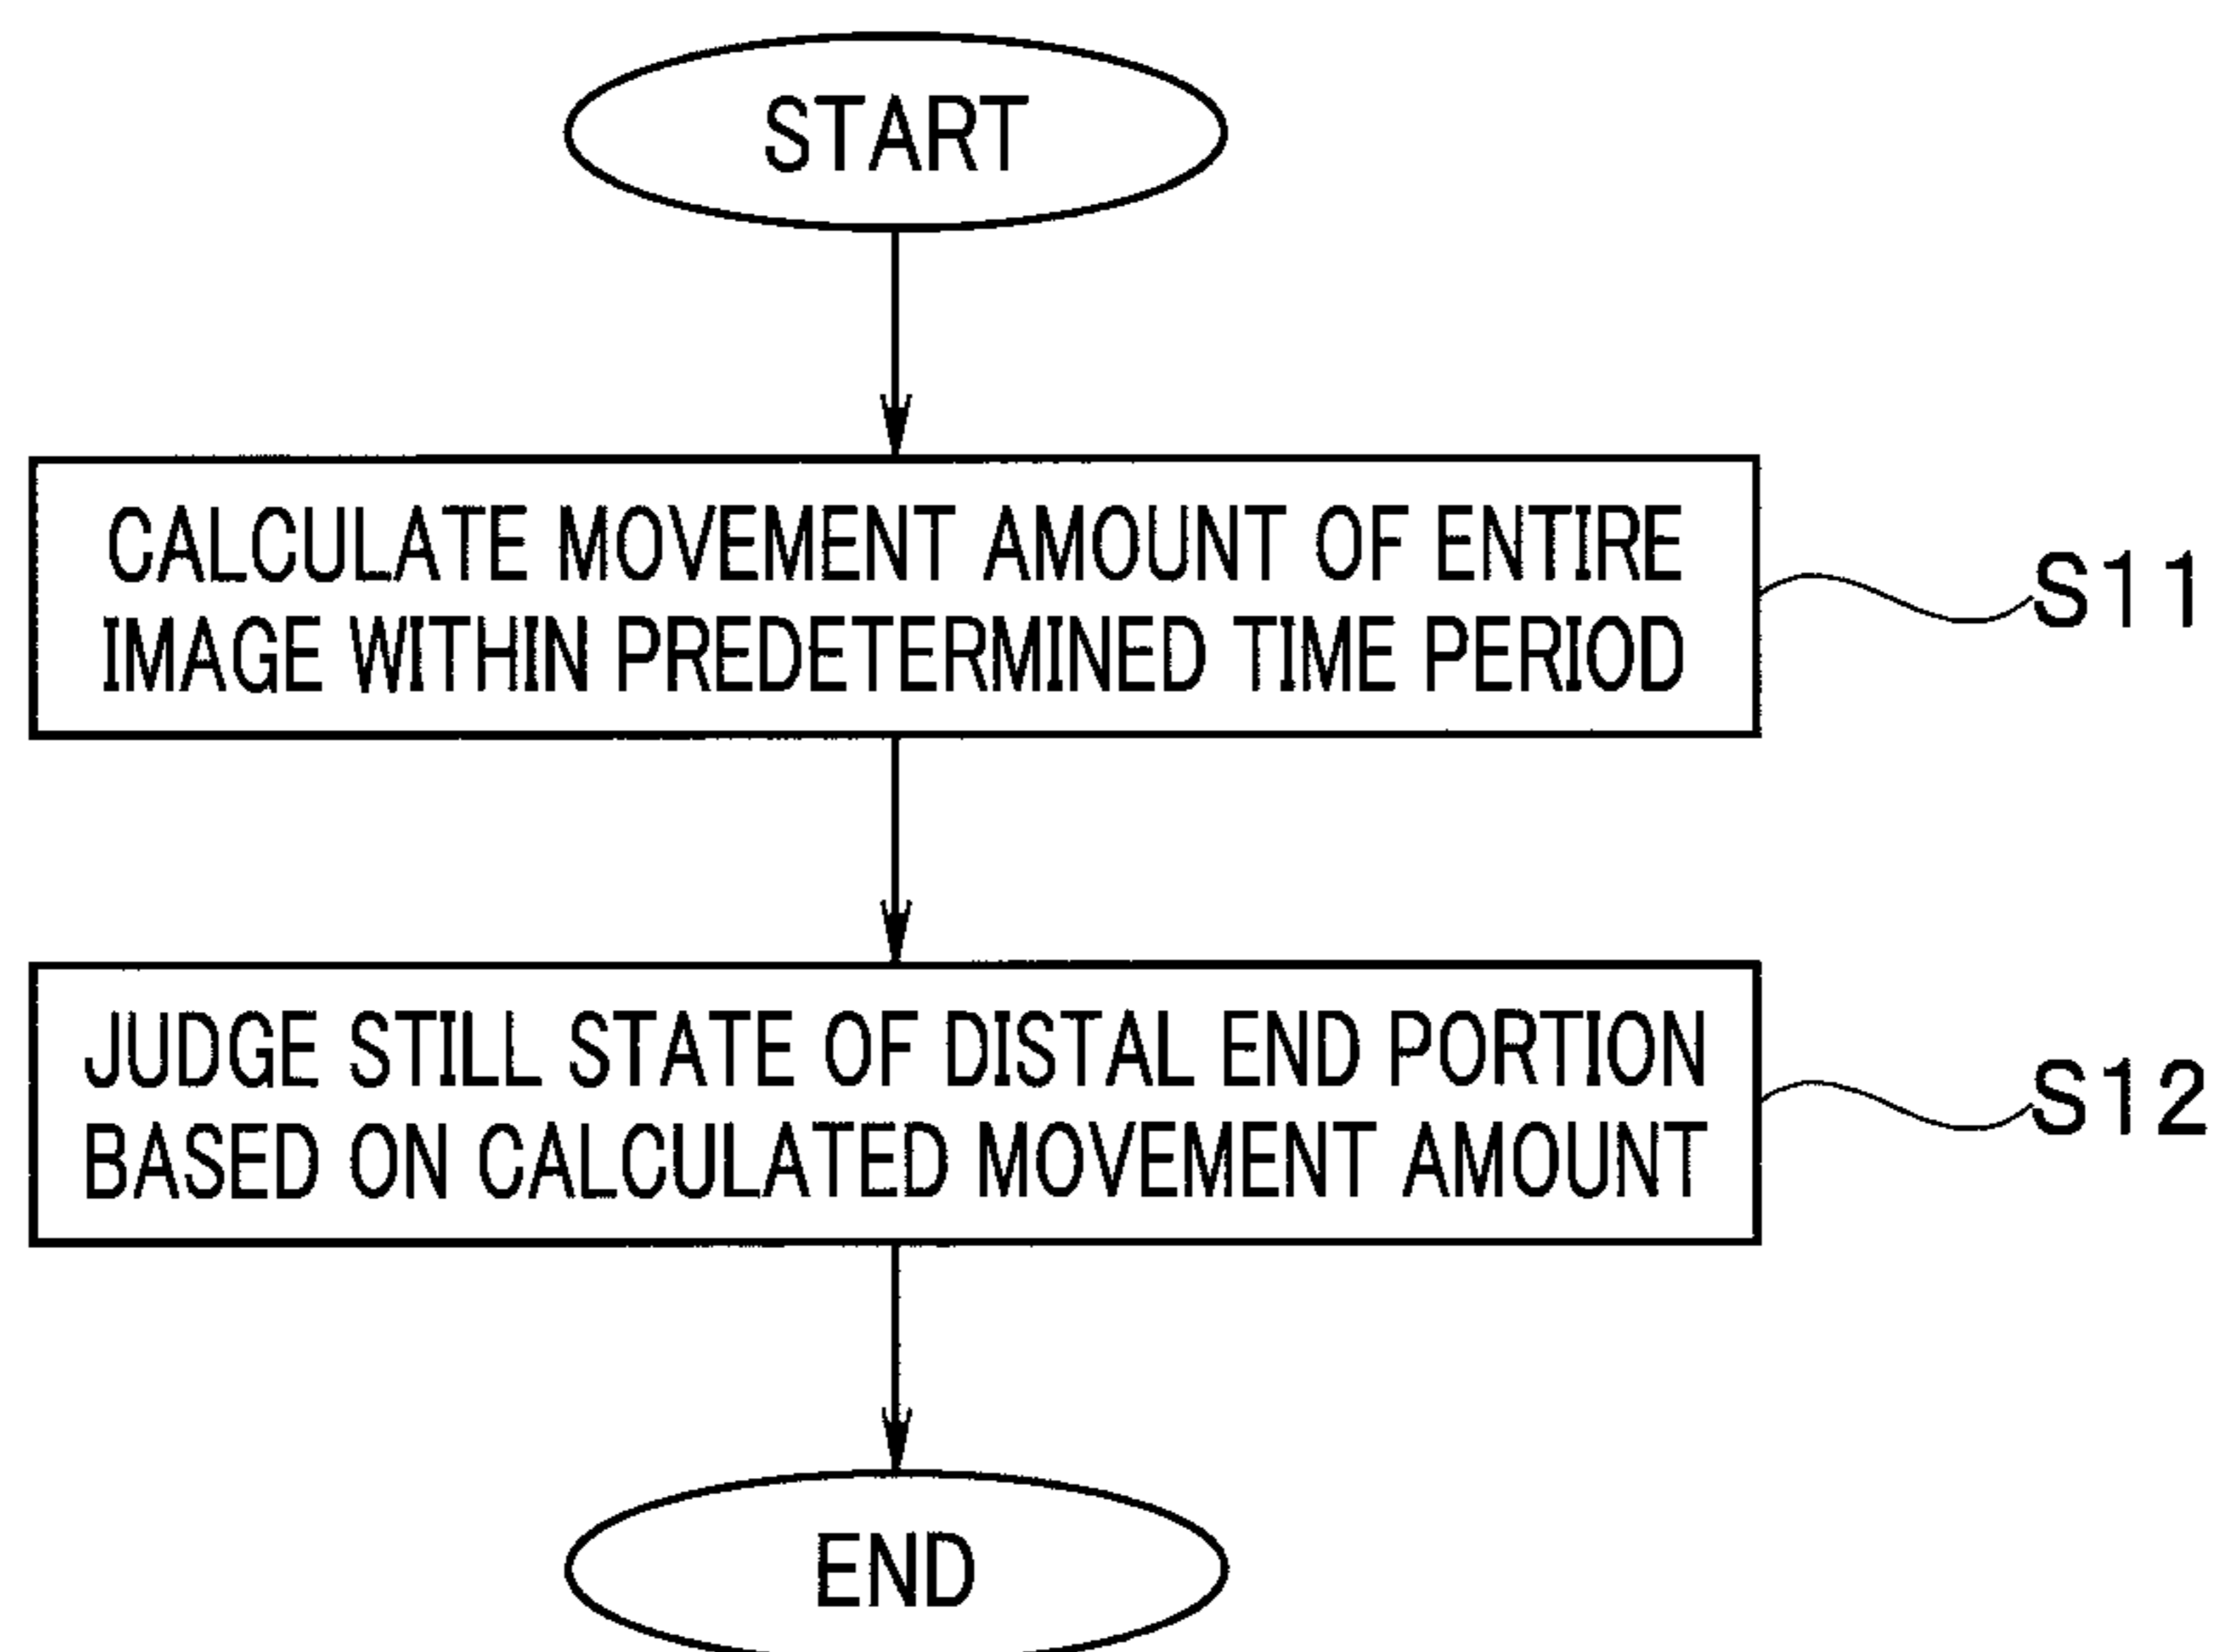 START
CALCULATE MOVEMENT AMOUNT OF ENTIRE
IMAGE WITHIN PREDETERMINED TIME PERIOD
S11
JUDGE STILL STATE OF DISTAL END PORTION
BASED ON CALCULATED MOVEMENT AMOUNT
S12
END